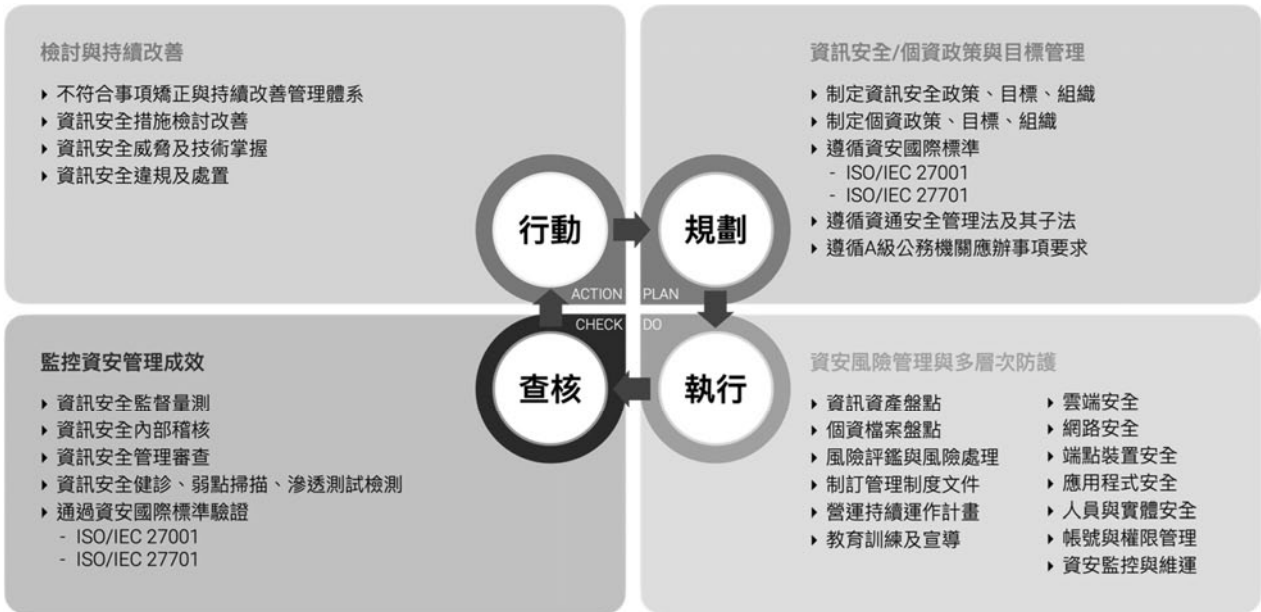 檢討與持續改善
▸ 不符合事項矯正與持續改善管理體系
▸ 資訊安全措施檢討改善
▸ 資訊安全威脅及技術掌握
▸ 資訊安全違規及處置
資訊安全/個資政策與目標管理
▸ 制定資訊安全政策、目標、組織
▸ 制定個資政策、目標、組織
▸ 遵循資安國際標準
- ISO/IEC 27001
- ISO/IEC 27701
▸ 遵循資通安全管理法及其子法
▸ 遵循A級公務機關應辦事項要求
行動
規劃
ACTION
PLAN
CHECK
DO
查核
執行
監控資安管理成效
▸ 資訊安全監督量測
▸ 資訊安全內部稽核
▸ 資訊安全管理審查
▸ 資訊安全健診、弱點掃描、滲透測試檢測
▸ 通過資安國際標準驗證
- ISO/IEC 27001
- ISO/IEC 27701
資安風險管理與多層次防護
▸ 資訊資產盤點
▸ 個資檔案盤點
▸ 風險評鑑與風險處理
▸ 制訂管理制度文件
▸ 營運持續運作計畫
▸ 教育訓練及宣導
▸ 雲端安全
▸ 網路安全
▸ 端點裝置安全
▸ 應用程式安全
▸ 人員與實體安全
▸ 帳號與權限管理
▸ 資安監控與維運